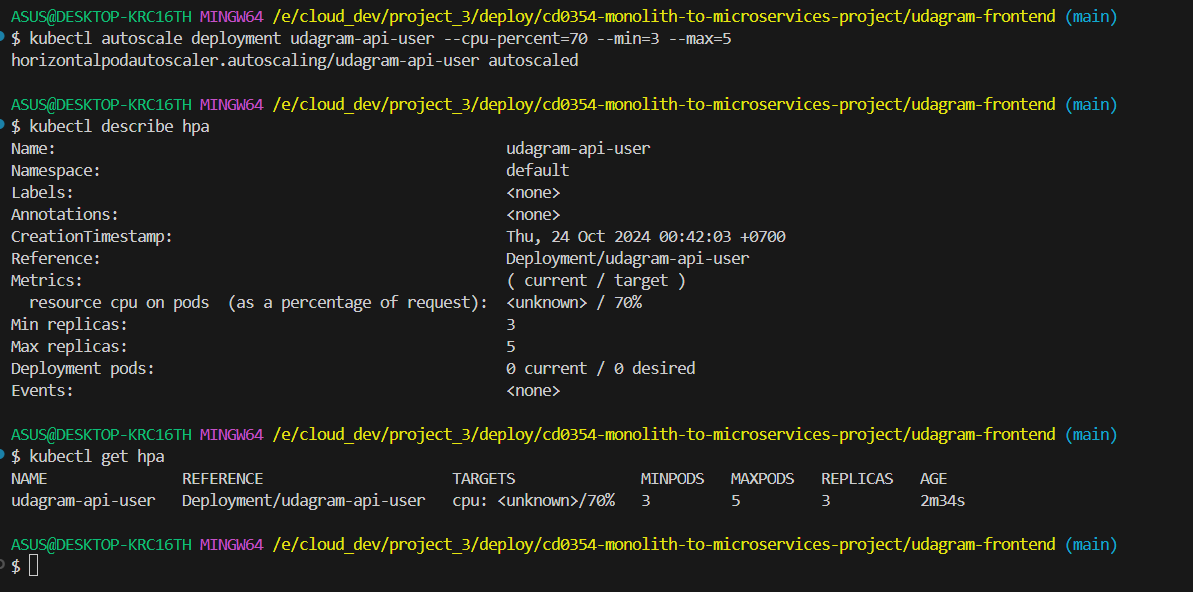 ASUS@DESKTOP-KRC16TH MINGW64 /e/cloud_dev/project_3/deploy/cd0354-monolith-to-microservices-project/udagram-frontend (main)
$ kubectl autoscale deployment udagram-api-user --cpu-percent=70 --min=3 --max=5
horizontalpodautoscaler.autoscaling/udagram-api-user autoscaled
ASUS@DESKTOP-KRC16TH MINGW64 /e/cloud_dev/project_3/deploy/cd0354-monolith-to-microservices-project/udagram-frontend (main)
$ kubectl describe hpa
Name: udagram-api-user
Namespace: default
Labels: <none>
Annotations: <none>
CreationTimestamp: Thu, 24 Oct 2024 00:42:03 +0700
Reference: Deployment/udagram-api-user
Metrics: ( current / target )
  resource cpu on pods  (as a percentage of request): <unknown> / 70%
Min replicas: 3
Max replicas: 5
Deployment pods: 0 current / 0 desired
Events: <none>
ASUS@DESKTOP-KRC16TH MINGW64 /e/cloud_dev/project_3/deploy/cd0354-monolith-to-microservices-project/udagram-frontend (main)
$ kubectl get hpa
NAME REFERENCE TARGETS MINPODS MAXPODS REPLICAS AGE
udagram-api-user Deployment/udagram-api-user cpu: <unknown>/70% 3 5 3 2m34s
ASUS@DESKTOP-KRC16TH MINGW64 /e/cloud_dev/project_3/deploy/cd0354-monolith-to-microservices-project/udagram-frontend (main)
$